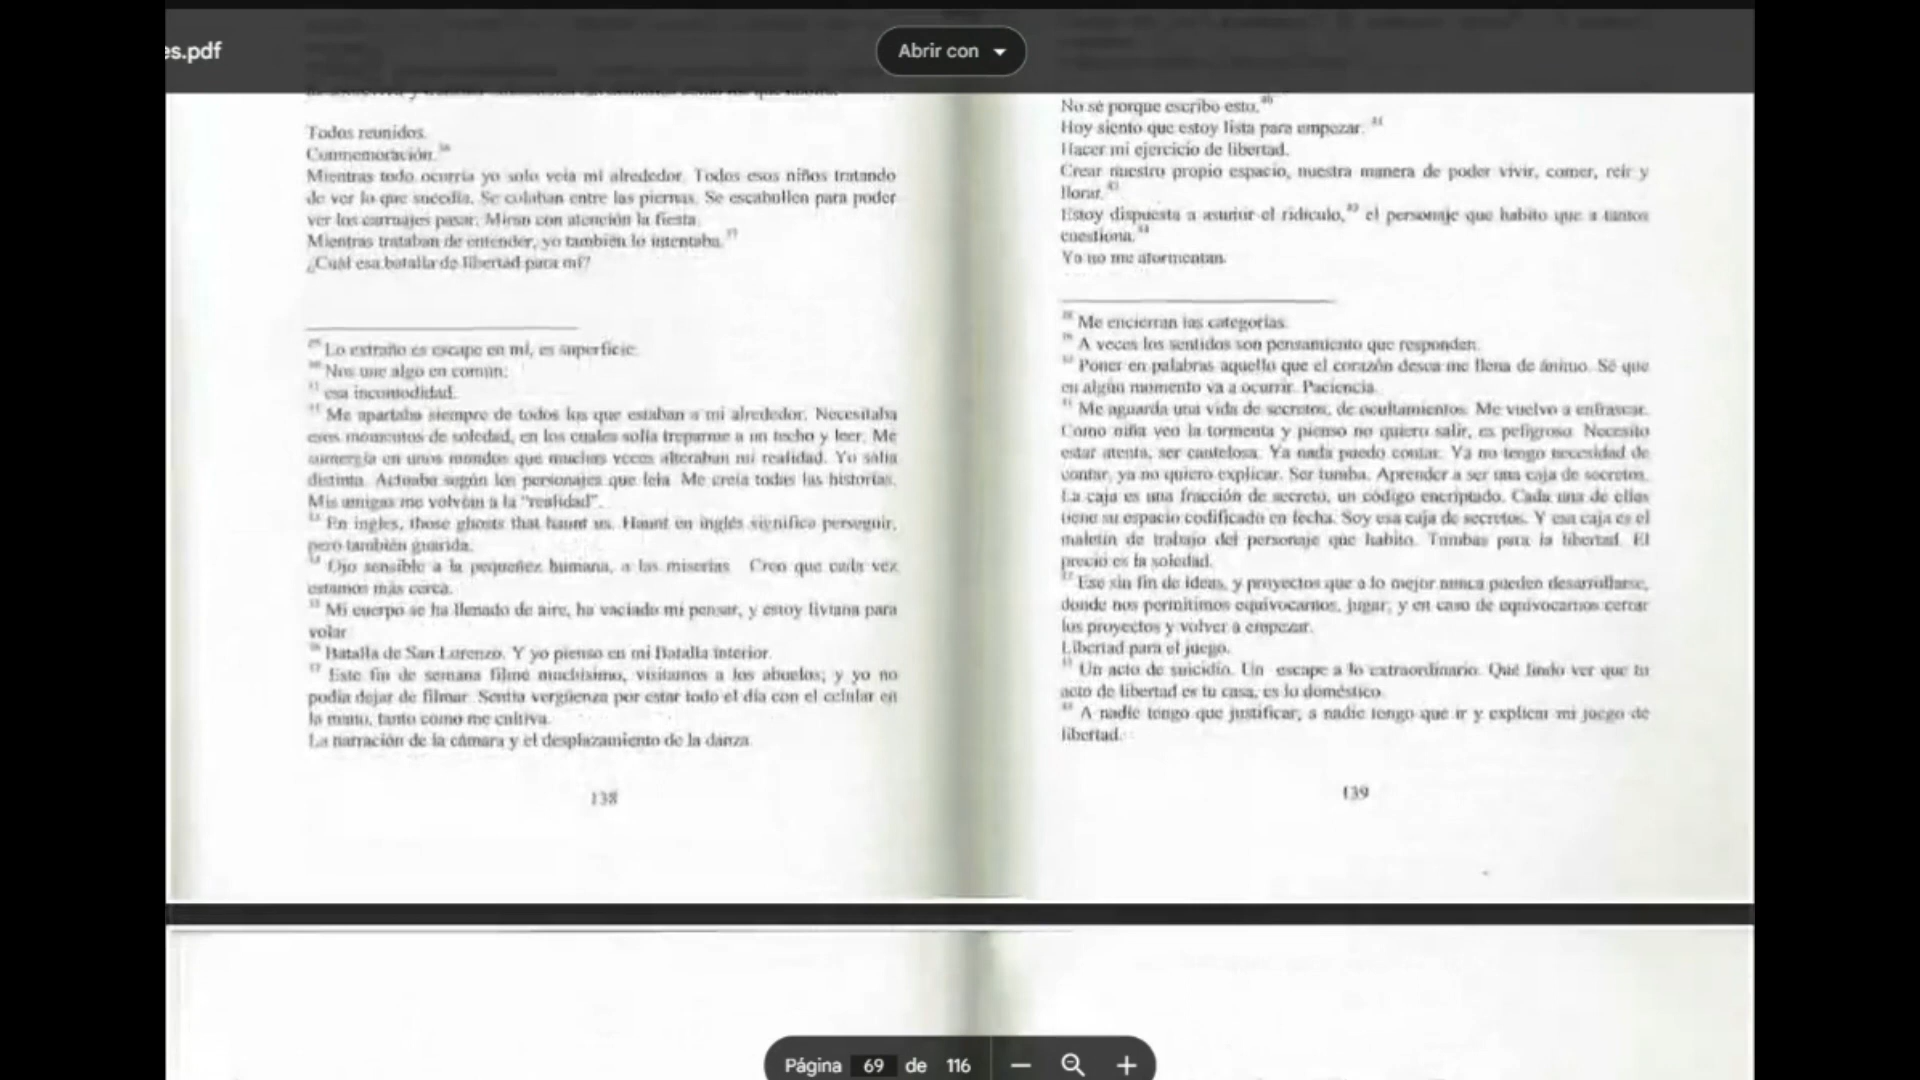 es.pdf
Abrir con
Todos reunidos.
Conmemoración.
Mientras todo ocurría yo solo veía mi alrededor. Todos esos niños tratando
de ver lo que sucedía. Se colaban entre las piernas. Se escabullen para poder
ver los carruajes pasar. Miran con atención la fiesta.
Mientras trataban de entender, yo también lo intentaba. 37
¿Cuál esa batalla de libertad para mí?
Lo extraño es escape en mí, es superficie.
Nos une algo en común:
esa incomodidad.
Me apartaba siempre de todos los que estaban a mi alrededor. Necesitaba
esos momentos de soledad, en los cuales solía treparme a un techo y leer. Me
sumergía en unos mundos que muchas veces alteraban mi realidad. Yo salía
distinta. Actuaba según los personajes que leía. Me creía todas las historias.
Mis amigas me volvían a la "realidad".
En ingles, those ghosts that haunt us. Haunt en inglés significa perseguir,
pero también guarida.
Ojo sensible a la pequeñez humana, a las miserias. Creo que cada vez
estamos más cerca.
Mi cuerpo se ha llenado de aire, ha vaciado mi pensar, y estoy liviana para
volar
Batalla de San Lorenzo. Y yo pienso en mi Batalla interior.
37 Este fin de semana filmé muchísimo, visitamos a los abuelos; y yo no
podía dejar de filmar. Sentía vergüenza por estar todo el día con el celular en
la mano, tanto como me cultiva.
La narración de la cámara y el desplazamiento de la danza.
138
No sé porque escribo esto. 40
Hoy siento que estoy lista para empezar. 41
Hacer mi ejercicio de libertad.
Crear nuestro propio espacio, nuestra manera de poder vivir, comer, reír y
llorar.
Estoy dispuesta a asumir el ridículo, el personaje que habito que a tantos
cuestiona. 44
Ya no me atormentan.
Me encierran las categorías.
A veces los sentidos son pensamiento que responden.
Poner en palabras aquello que el corazón desea me llena de ánimo. Sé que
en algún momento va a ocurrir. Paciencia.
Me aguarda una vida de secretos, de ocultamientos. Me vuelvo a enfrascar.
Como niña veo la tormenta y pienso no quiero salir, es peligroso. Necesito
estar atenta, ser cautelosa. Ya nada puedo contar. Ya no tengo necesidad de
contar, ya no quiero explicar. Ser tumba. Aprender a ser una caja de secretos.
La caja es una fracción de secreto, un código encriptado. Cada una de ellas
tiene su espacio codificado en fecha. Soy esa caja de secretos. Y esa caja es el
maletín de trabajo del personaje que habito. Tumbas para la libertad. El
precio es la soledad.
Ese sin fin de ideas, y proyectos que a lo mejor nunca pueden desarrollarse,
donde nos permitimos equivocarnos, jugar, y en caso de equivocarnos cerrar
los proyectos y volver a empezar.
Libertad para el juego.
Un acto de suicidio. Un escape a lo extraordinario. Qué lindo ver que tu
acto de libertad es tu casa, es lo doméstico.
A nadie tengo que justificar, a nadie tengo que ir y explicar mi juego de
libertad.
139
Página 69 de 116